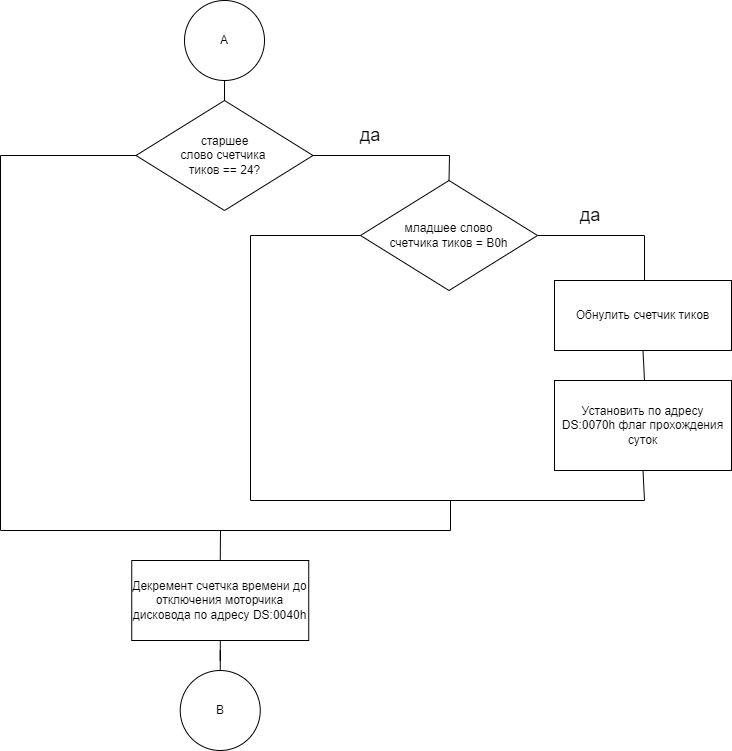 А
старшее
слово счетчика
тиков == 24?
да
младшее слово
счетчика тиков = B0h
да
Обнулить счетчик тиков
Установить по адресу
DS:0070h флаг прохождения
суток
Декремент счетчка времени до
отключения моторчика
дисковода по адресу DS:0040h
B